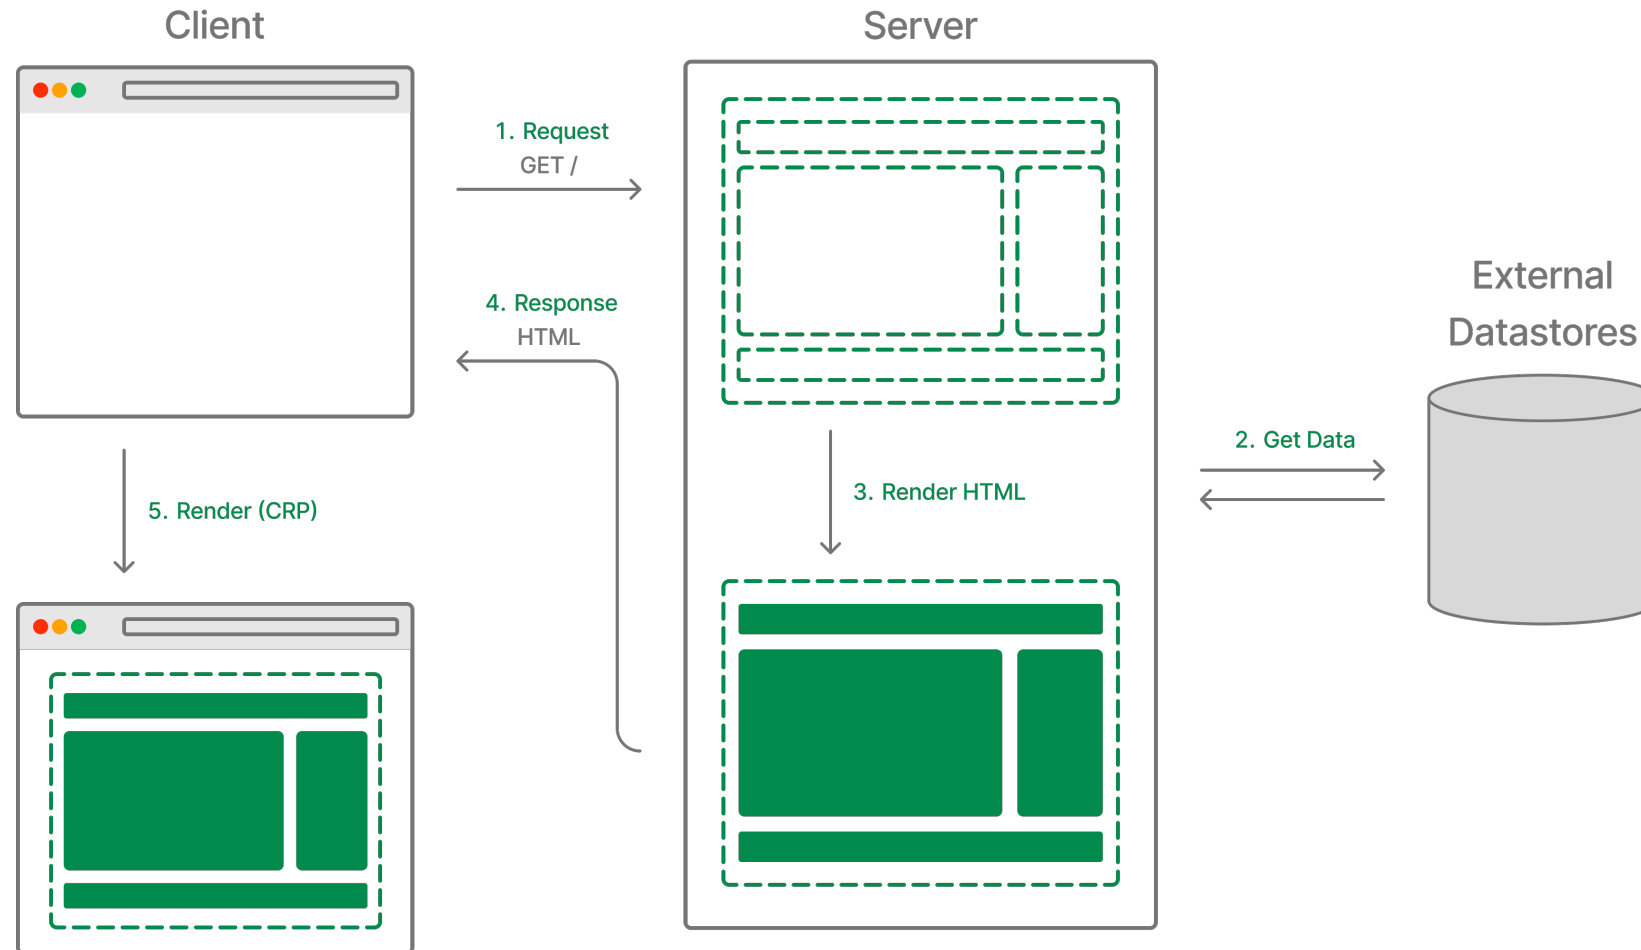 Client
Server
1. Request
GET /
4. Response
HTML
External
Datastores
2. Get Data
3. Render HTML
5. Render (CRP)